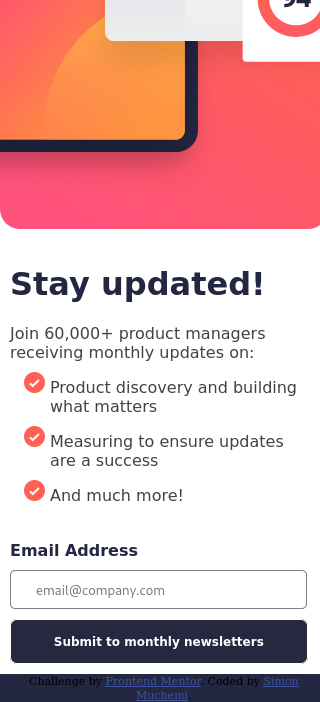 94
Stay updated!
Join 60,000+ product managers
receiving monthly updates on:
Product discovery and building
what matters
Measuring to ensure updates
are a success
And much more!
Email Address
email@company.com
Submit to monthly newsletters
Challenge by Frontend Mentor. Coded by Simon
Muchemi